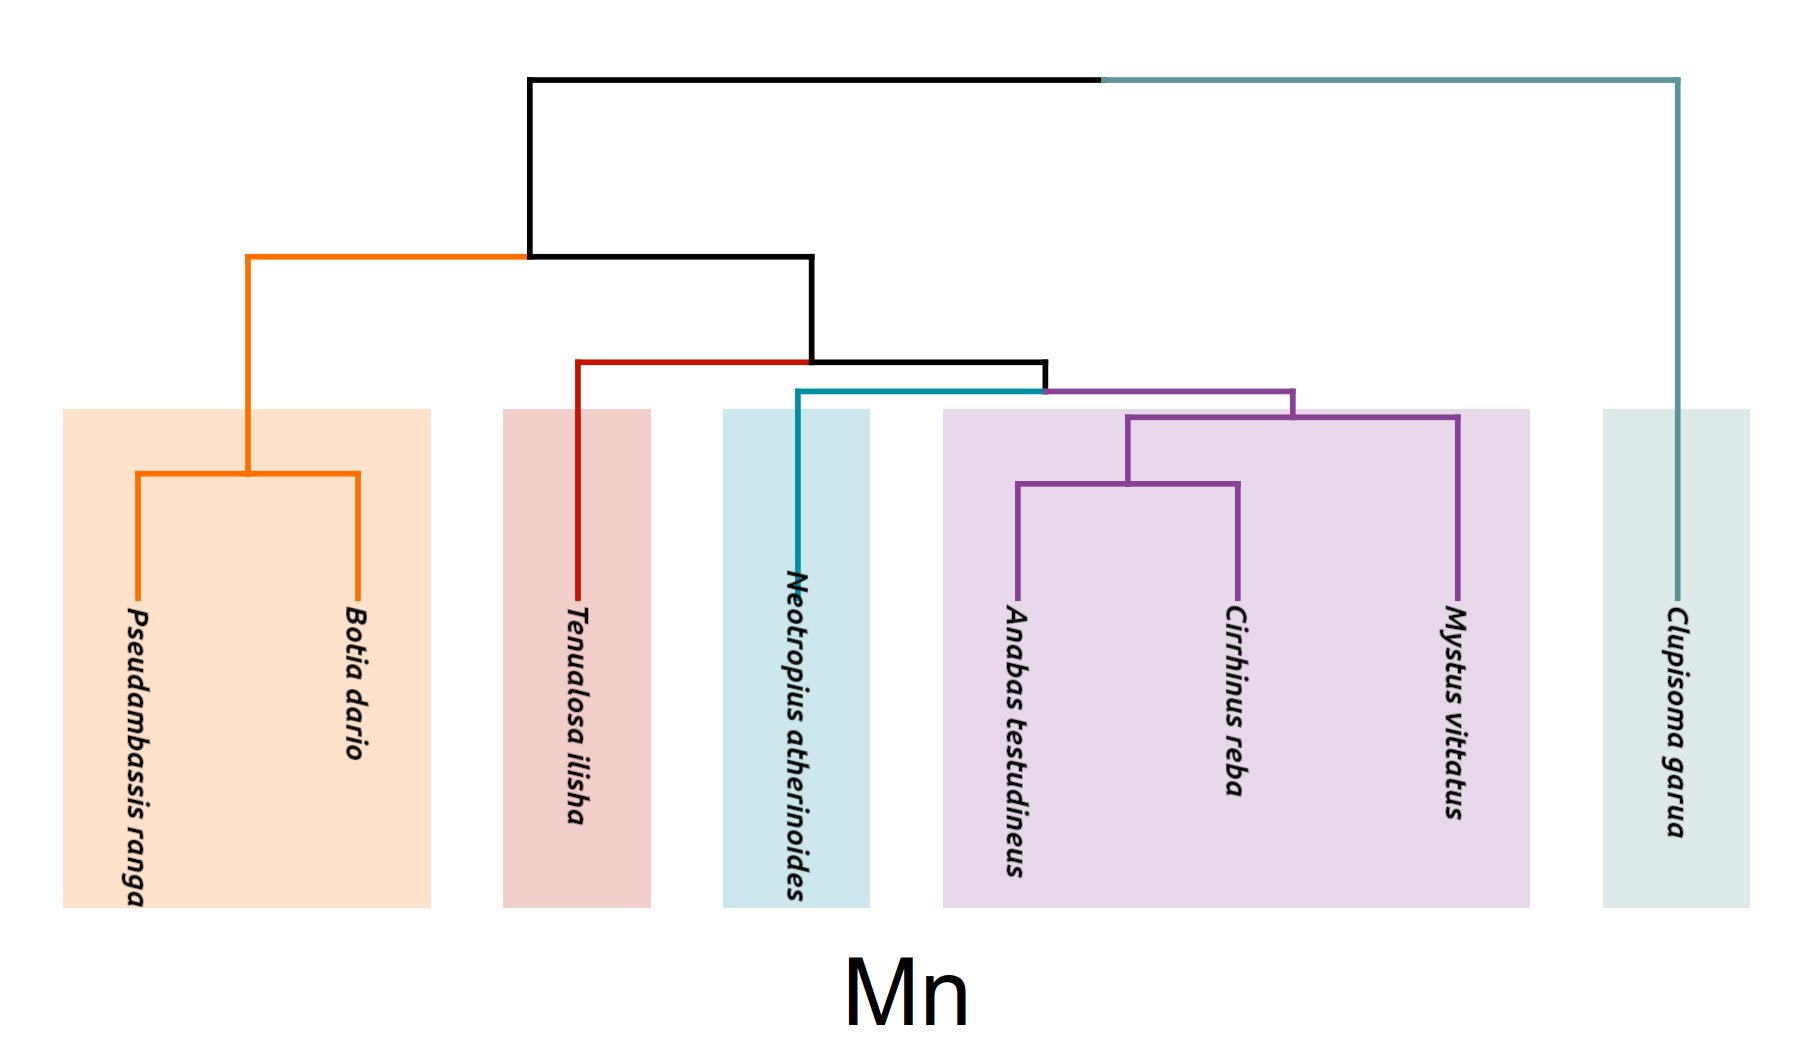 Pseudambassis ranga
Botia dario
Tenualosa ilisha
Neotropius atherinoides
Anabas testudineus
Cirrhinus reba
Mystus vittatus
Clupisoma garua
Mn